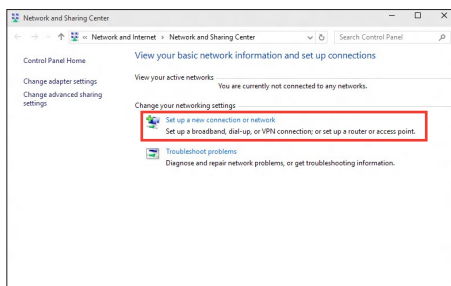 Network and Sharing Center
« Network and Internet › Network and Sharing Center
Search Control Panel
Control Panel Home
Change adapter settings
Change advanced sharing
settings
View your basic network information and set up connections
View your active networks
You are currently not connected to any networks.
Change your networking settings
Set up a new connection or network
Set up a broadband, dial-up, or VPN connection; or set up a router or access point.
Troubleshoot problems
Diagnose and repair network problems, or get troubleshooting information.